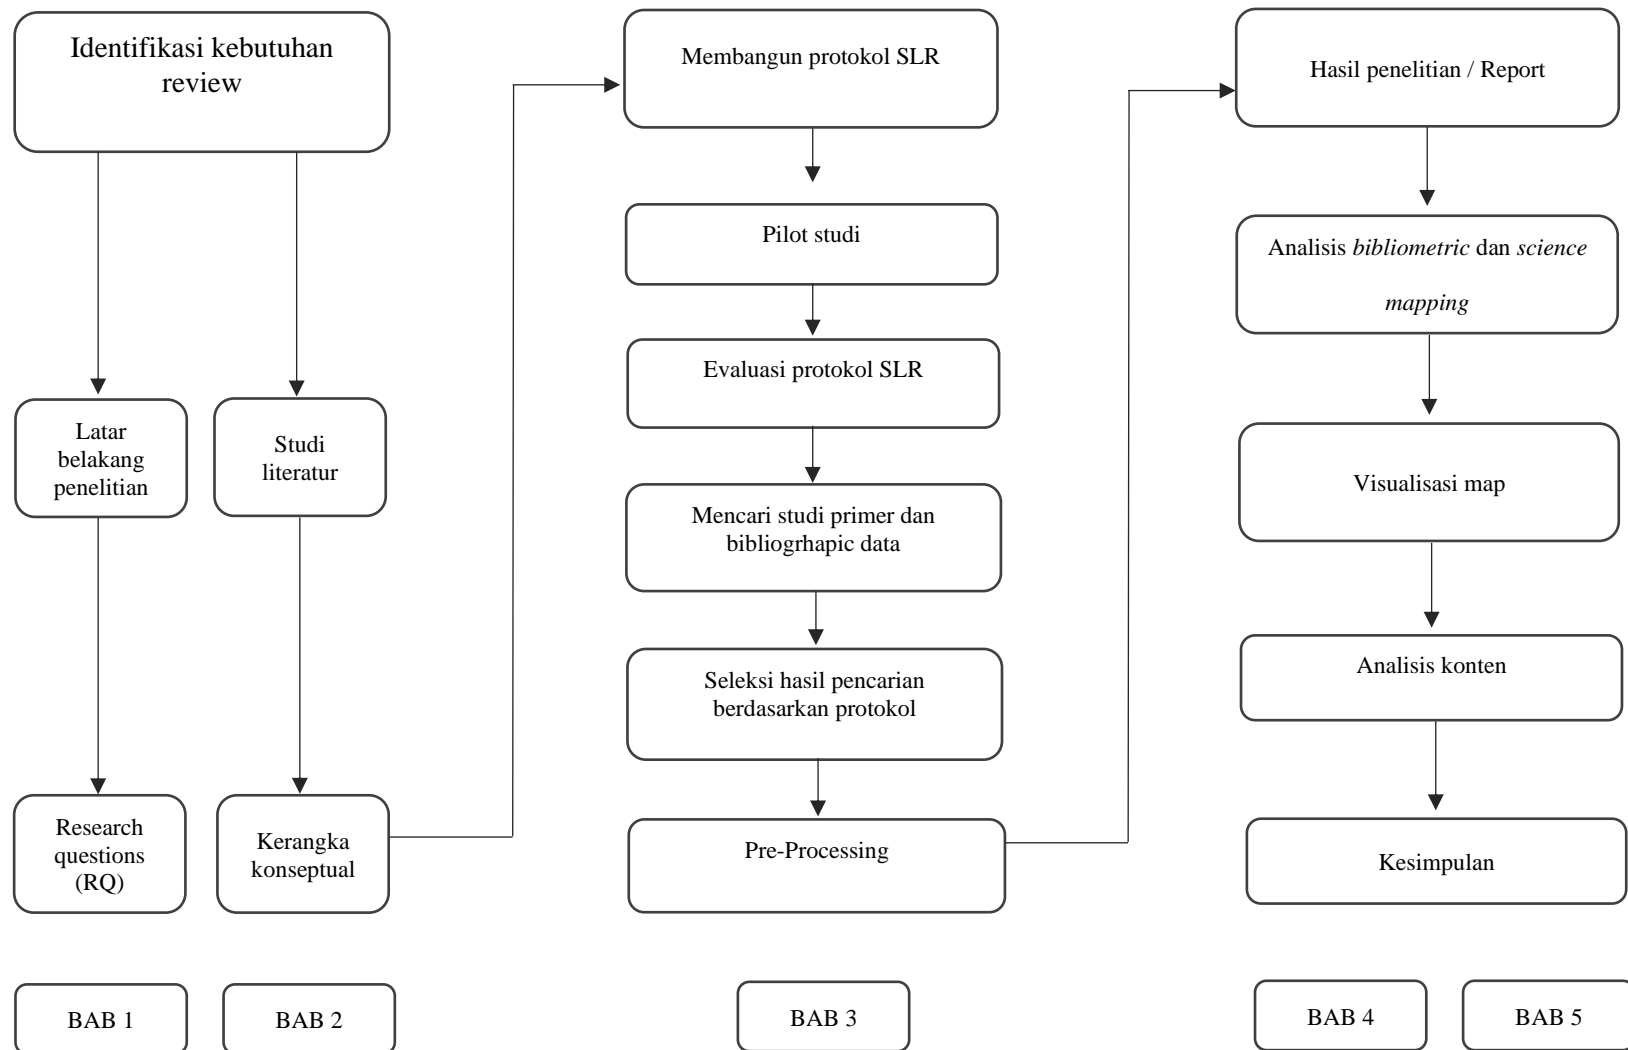 Identifikasi kebutuhan
review
Latar
belakang
penelitian
Studi
literatur
Research
questions
(RQ)
Kerangka
konseptual
BAB 1
BAB 2
Membangun protokol SLR
Pilot studi
Evaluasi protokol SLR
Mencari studi primer dan
bibliogrhapic data
Seleksi hasil pencarian
berdasarkan protokol
Pre-Processing
BAB 3
Hasil penelitian / Report
Analisis bibliometric dan science
mapping
Visualisasi map
Analisis konten
Kesimpulan
BAB 4
BAB 5